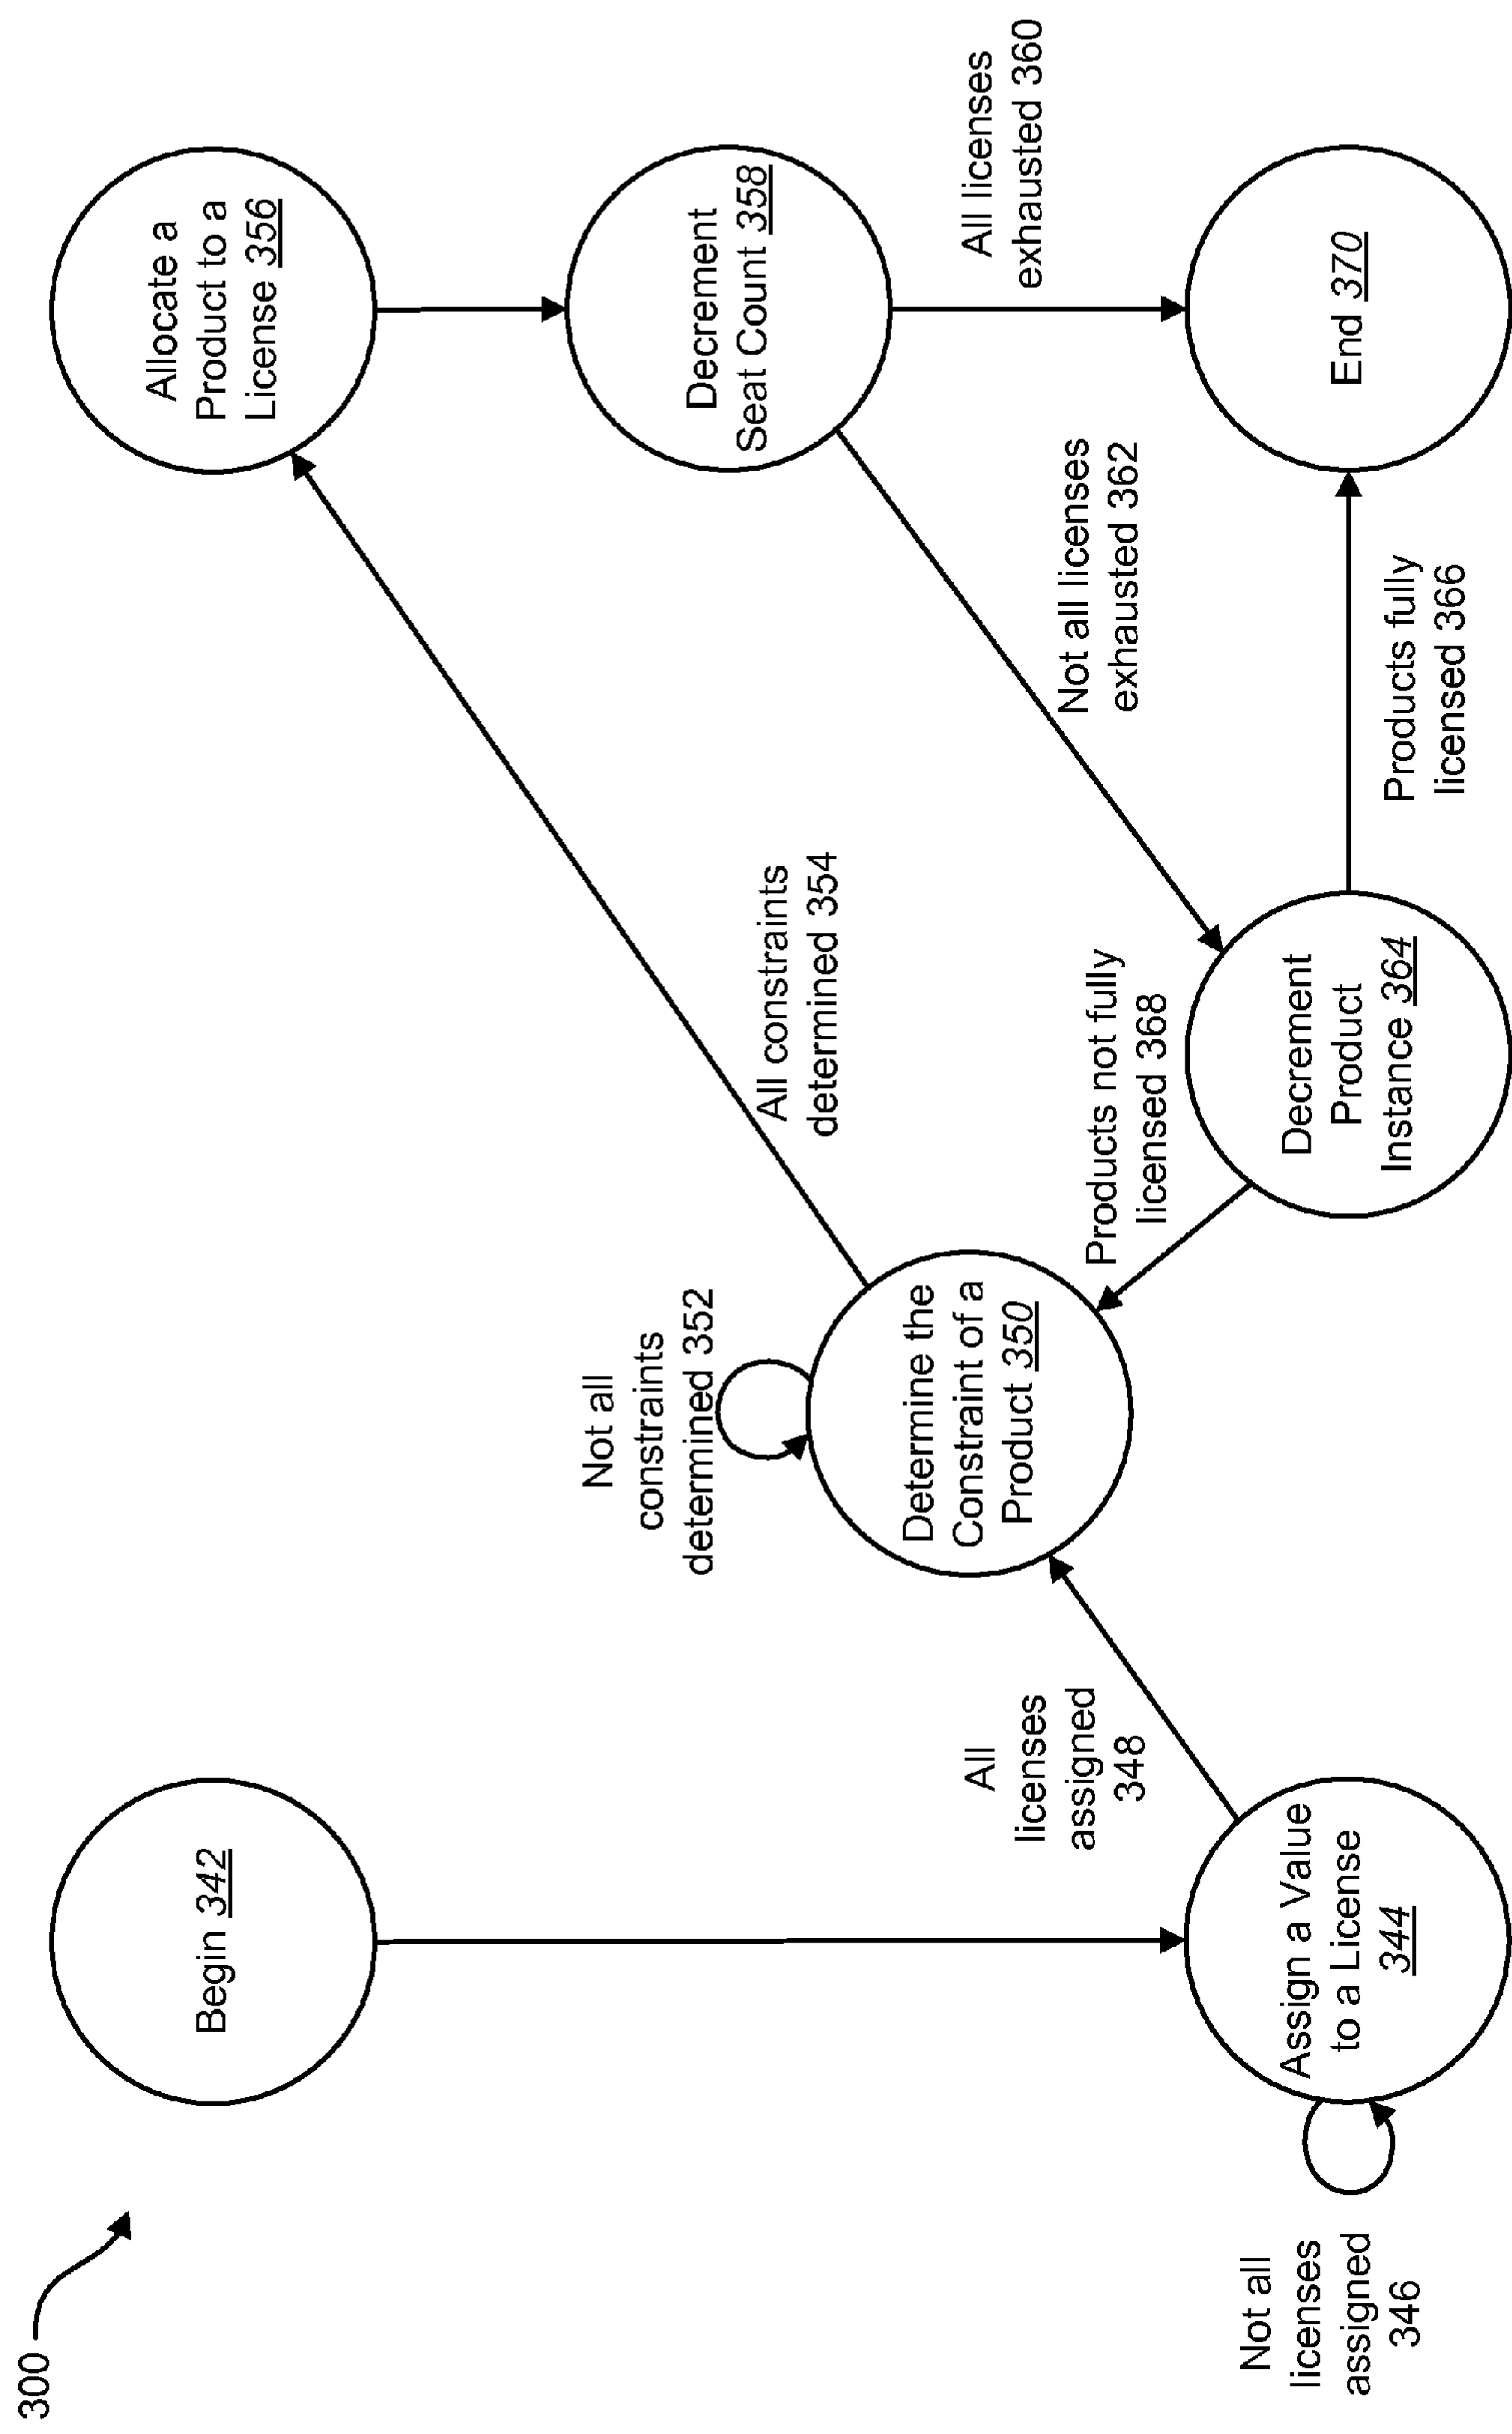 300
Begin 342
Not all
licenses
assigned
346
Assign a Value
to a License
344
All
licenses
assigned
348
Not all
constraints
determined 352
Determine the
Constraint of a
Product 350
All constraints
determined 354
Products not fully
licensed 368
Decrement
Product
Instance 364
Allocate a
Product to a
License 356
Decrement
Seat Count 358
Not all licenses
exhausted 362
All licenses
exhausted 360
Products fully
licensed 366
End 370